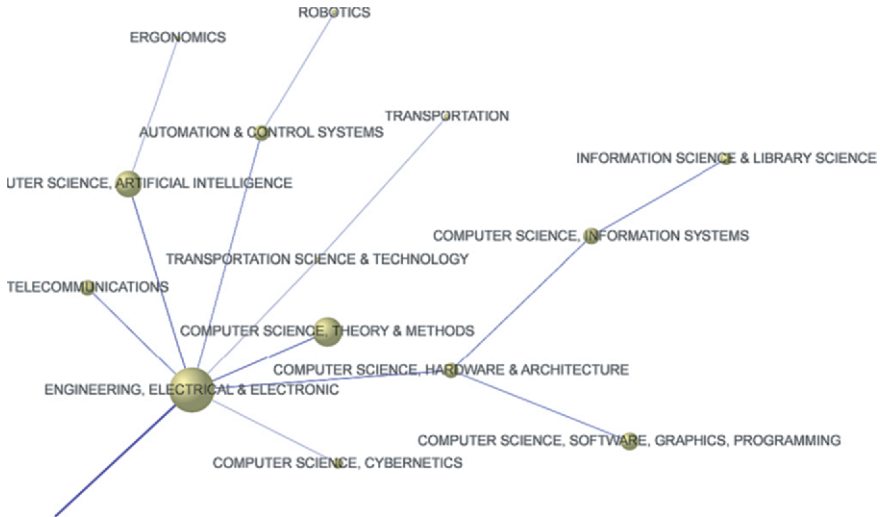 ROBOTICS
ERGONOMICS
TRANSPORTATION
AUTOMATION & CONTROL SYSTEMS
INFORMATION SCIENCE & LIBRARY SCIENCE
UTER SCIENCE, ARTIFICIAL INTELLIGENCE
COMPUTER SCIENCE, INFORMATION SYSTEMS
TRANSPORTATION SCIENCE & TECHNOLOGY
TELECOMMUNICATIONS
COMPUTER SCIENCE, THEORY & METHODS
COMPUTER SCIENCE, HARDWARE & ARCHITECTURE
ENGINEERING, ELECTRICAL & ELECTRONIC
COMPUTER SCIENCE, SOFTWARE, GRAPHICS, PROGRAMMING
COMPUTER SCIENCE, CYBERNETICS